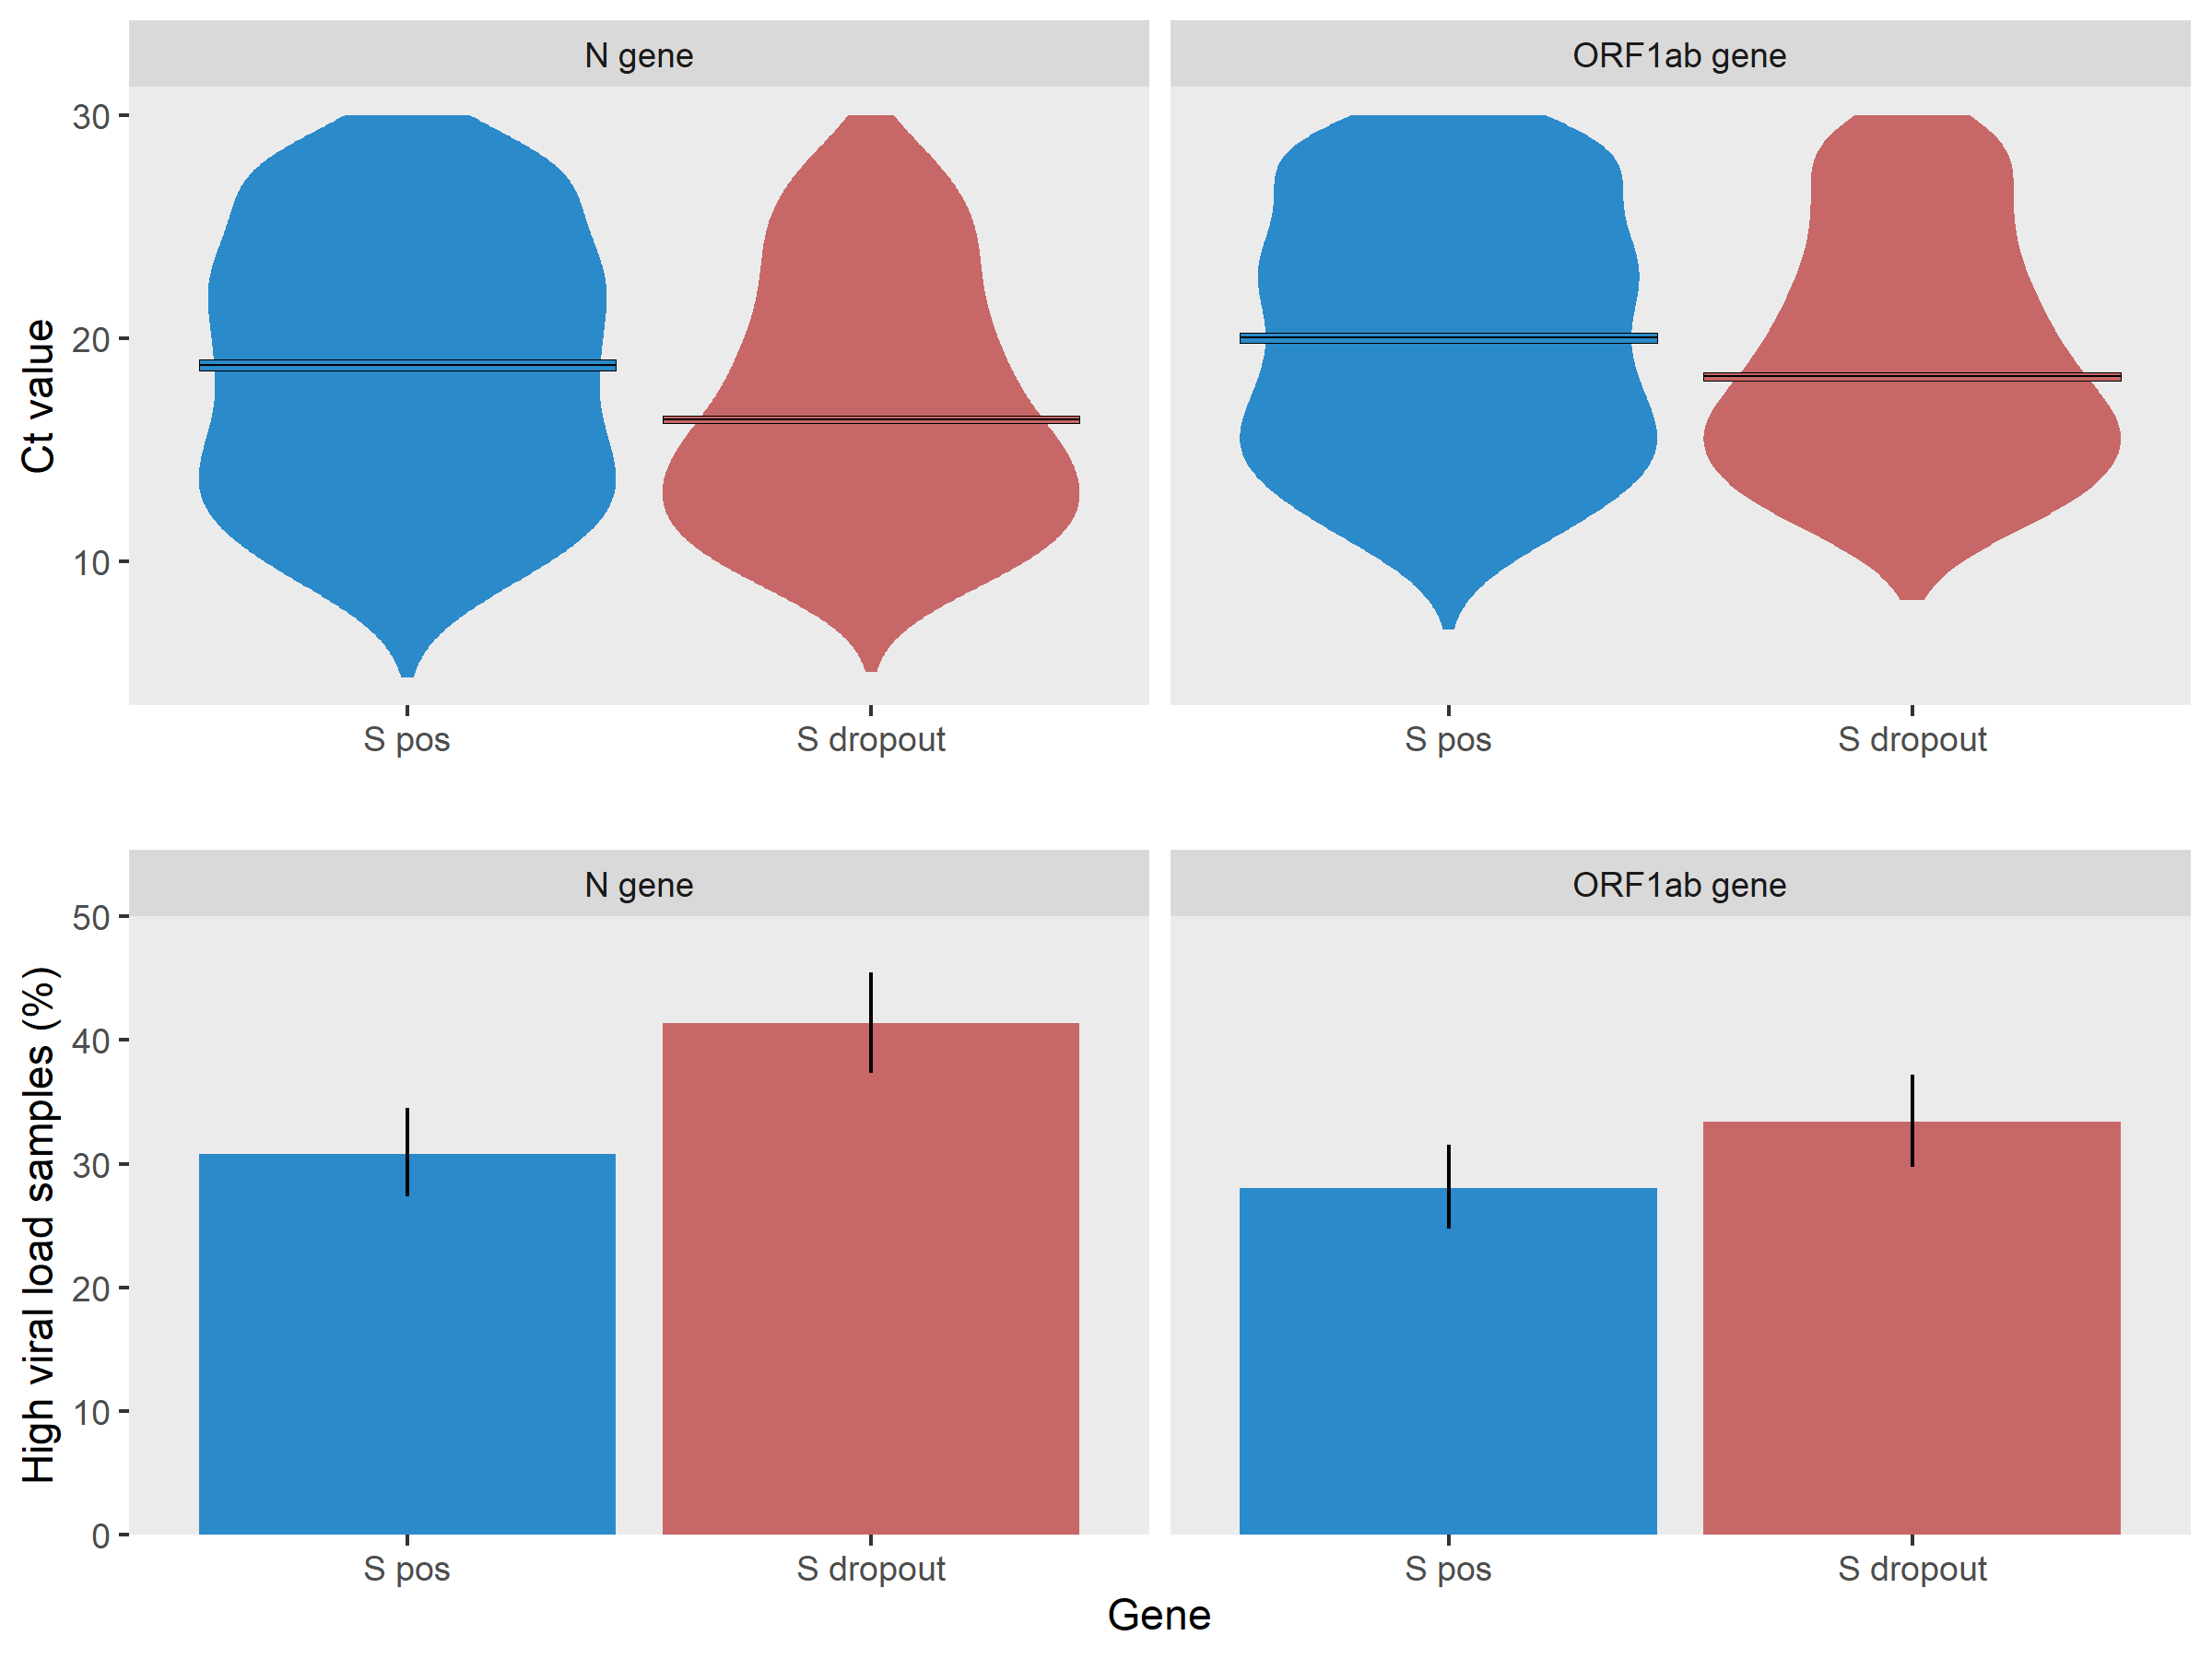 N gene
ORF1ab gene
Ct value
30
20
10
S pos
S dropout
S pos
S dropout
N gene
ORF1ab gene
High viral load samples (%)
50
40
30
20
10
0
S pos
S dropout
S pos
S dropout
Gene